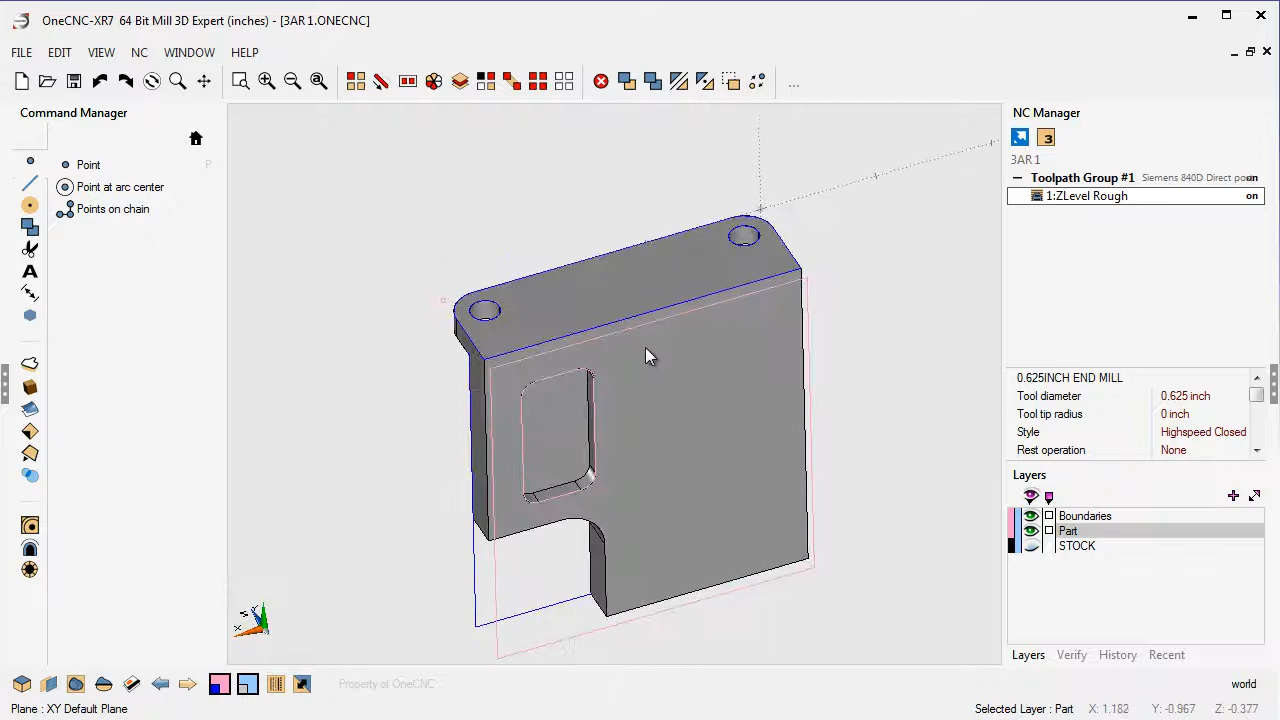 OneCNC-XR7 64 Bit Mill 3D Expert (inches) - [3AR 1.ONECNC]
FILE EDIT VIEW NC WINDOW HELP
Command Manager
NC Manager
Point P
Point at arc center
Points on chain
3
3AR 1
Toolpath Group #1 Siemens 840D Direct on
1:ZLevel Rough on
0.625INCH END MILL
Tool diameter 0.625 inch
Tool tip radius 0 inch
Style Highspeed Closed
Rest operation None
Layers
Boundaries
Part
STOCK
Layers Verify History Recent
Property of OneCNC
world
Plane : XY Default Plane
Selected Layer : Part X: 1.182 Y: -0.967 Z: -0.377